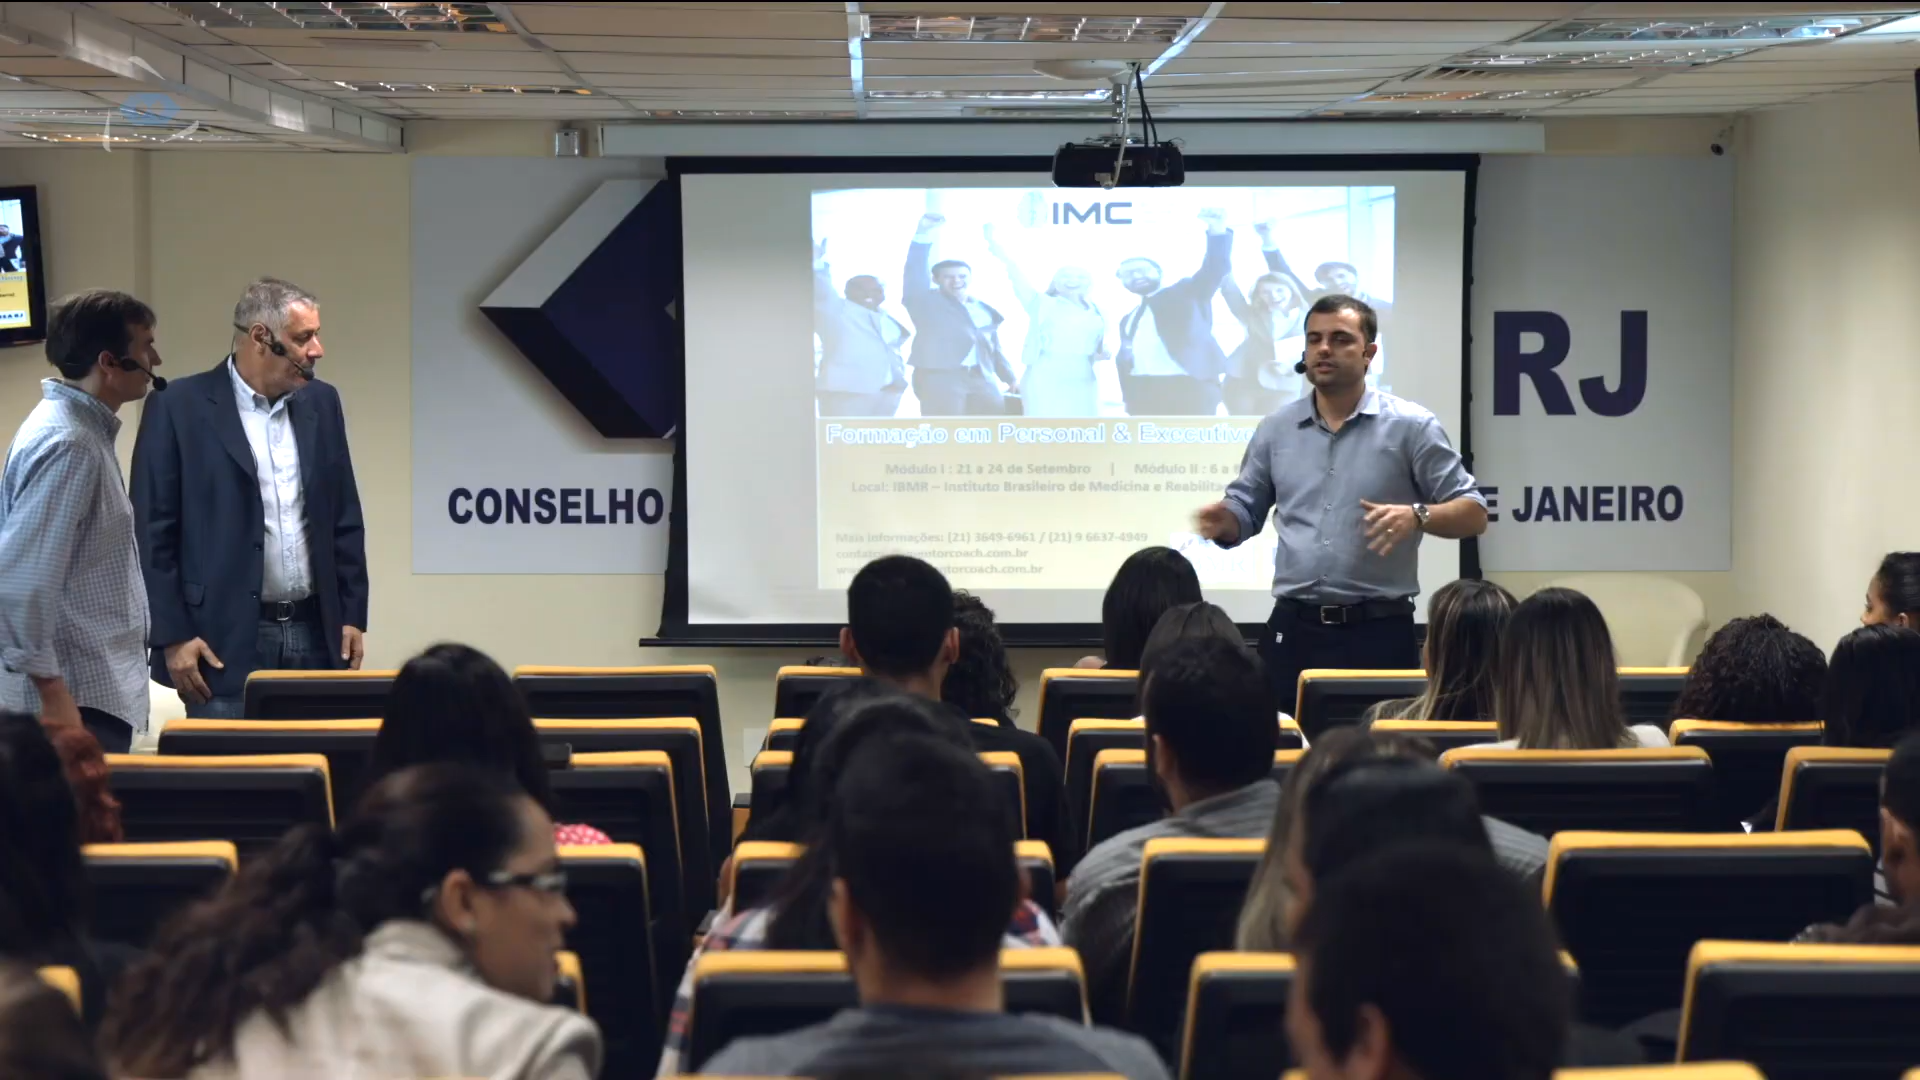 IMC
RJ
Formação em Personal & Executive
Módulo I : 21 a 24 de Setembro | Módulo II : 6 a
Local: IBMR – Instituto Brasileiro de Medicina e
CONSELHO
E JANEIRO
Mais informações: (21) 3649-6961 / (21) 9 6637-4949